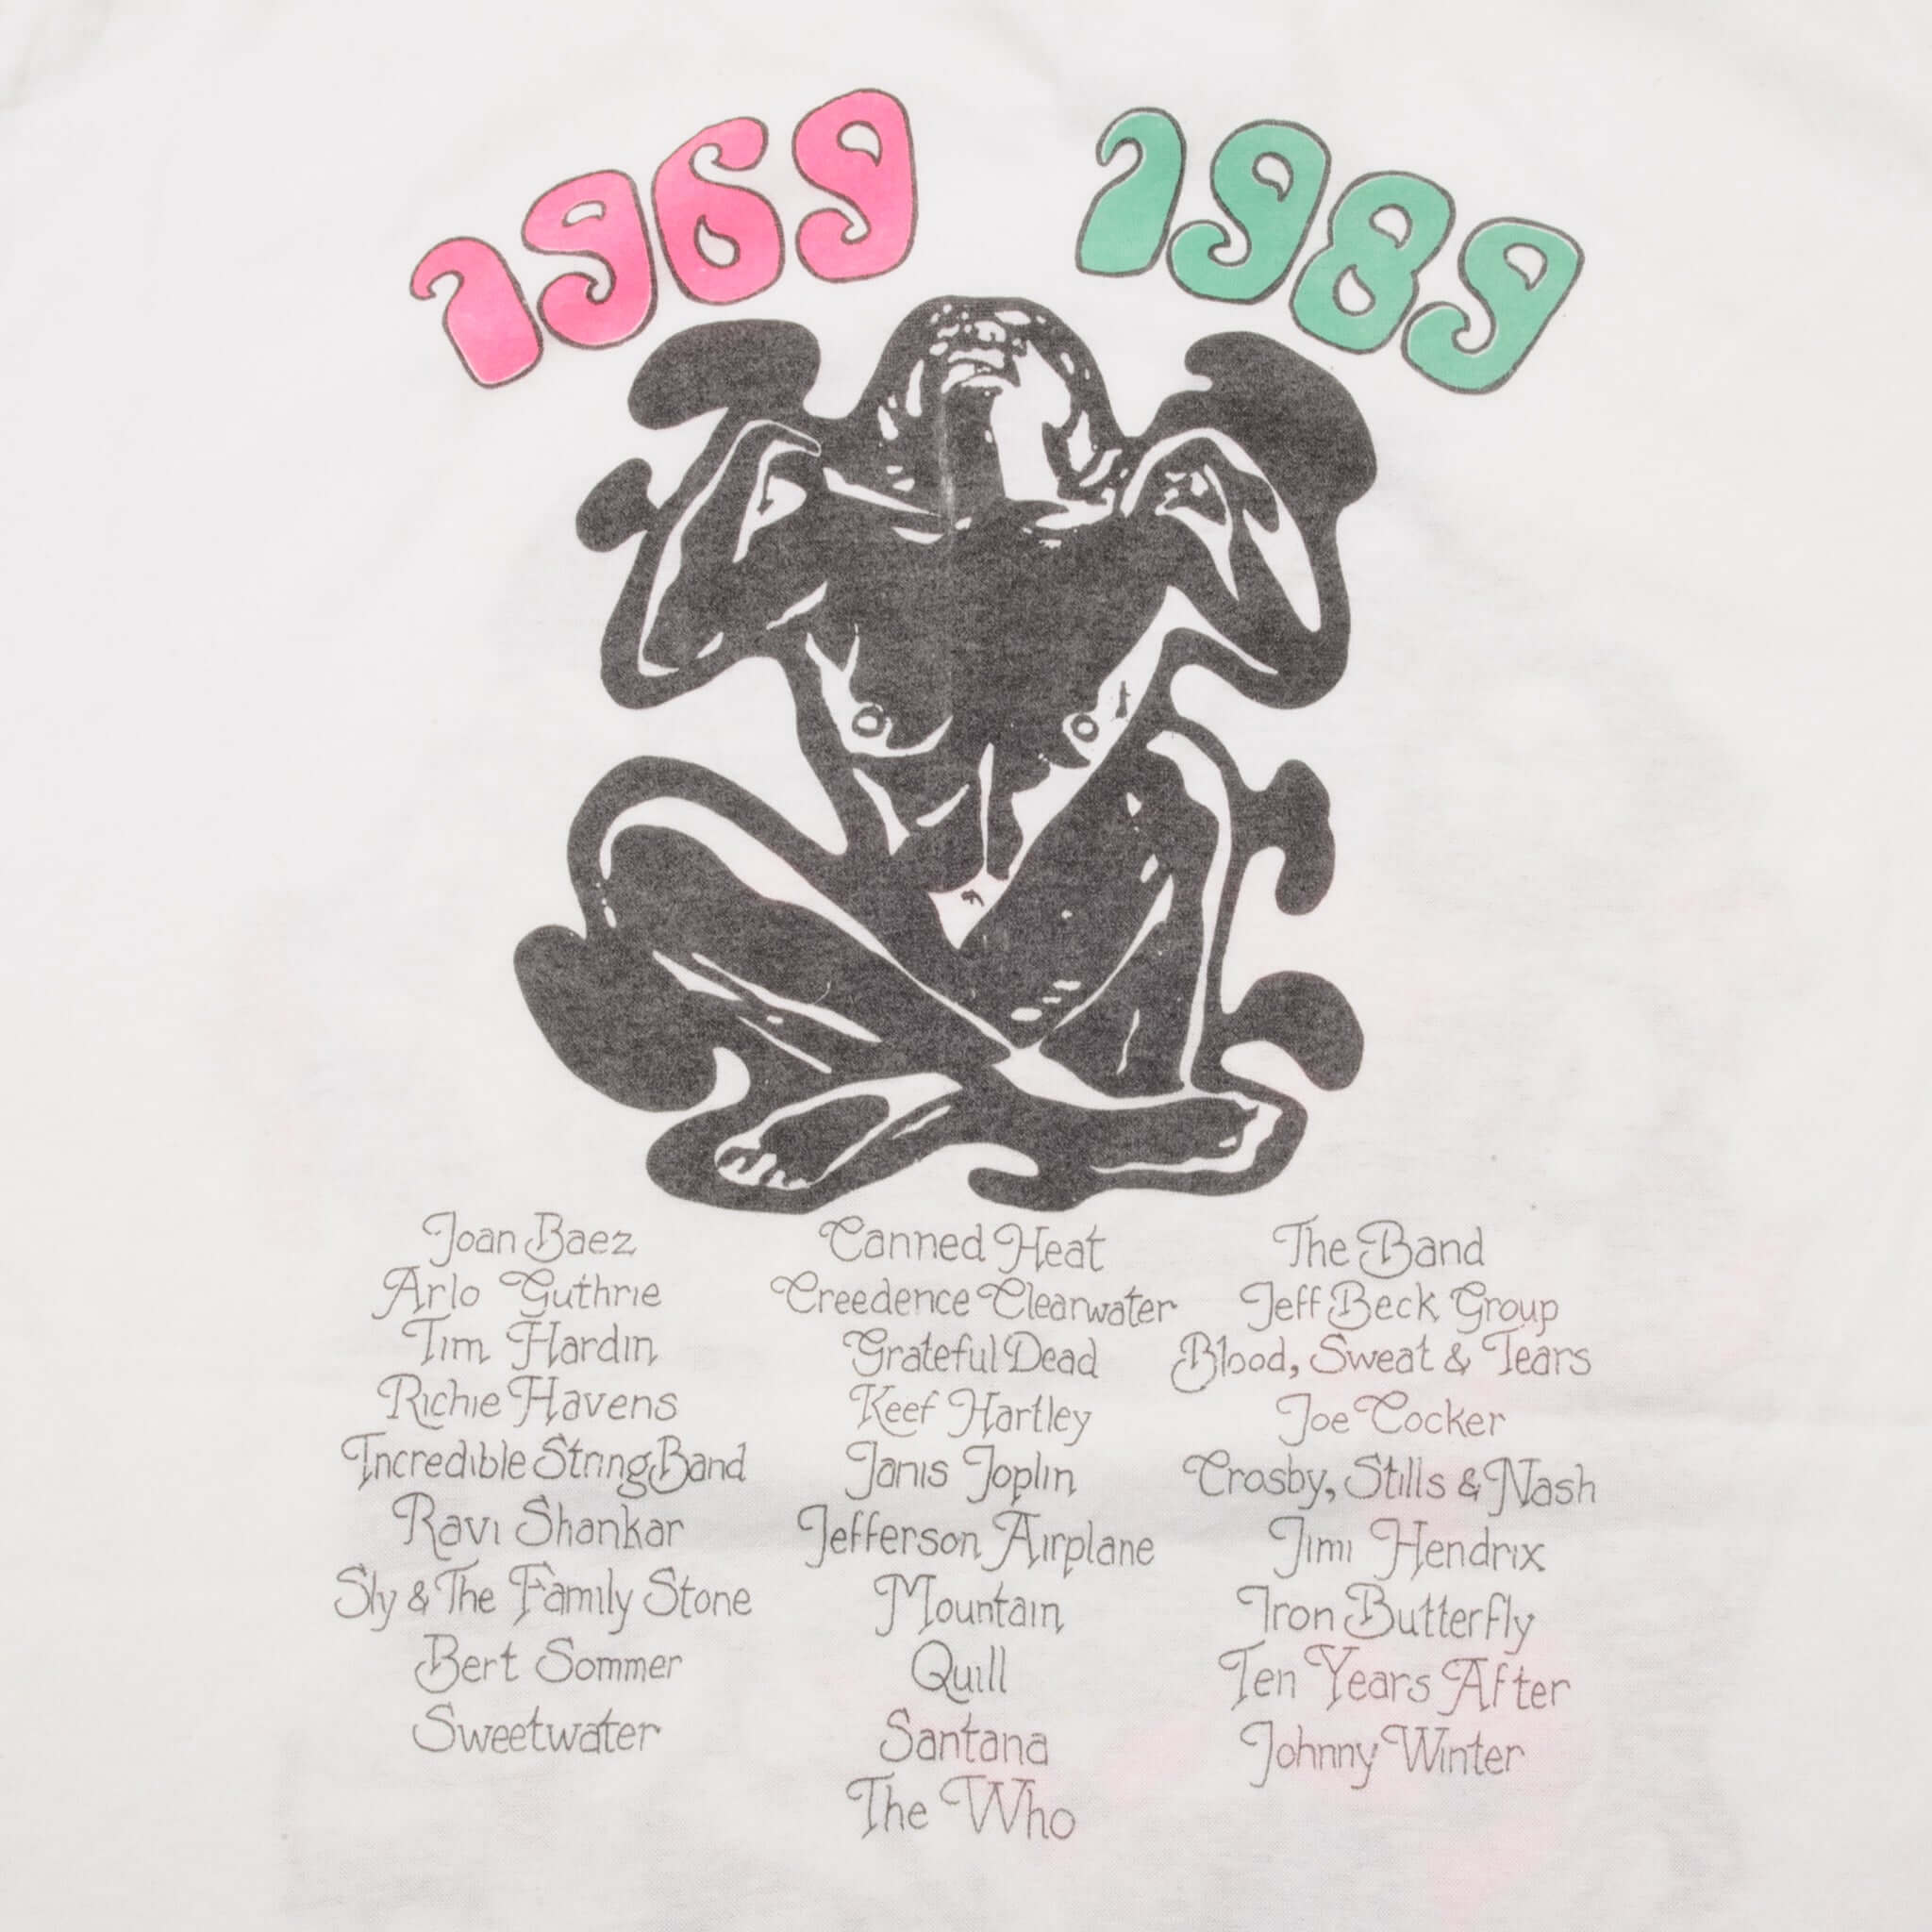 1969 1989
Joan Baez
Arlo Guthrie
Tim Hardin
Richie Havens
Incredible String Band
Ravi Shankar
Sly & The Family Stone
Bert Sommer
Sweetwater
Canned Heat
Creedence Clearwater
Grateful Dead
Keef Hartley
Janis Joplin
Jefferson Airplane
Mountain
Quill
Santana
The Who
The Band
Jeff Beck Group
Blood, Sweat & Tears
Joe Cocker
Crosby, Stills & Nash
Jimi Hendrix
Iron Butterfly
Ten Years After
Johnny Winter